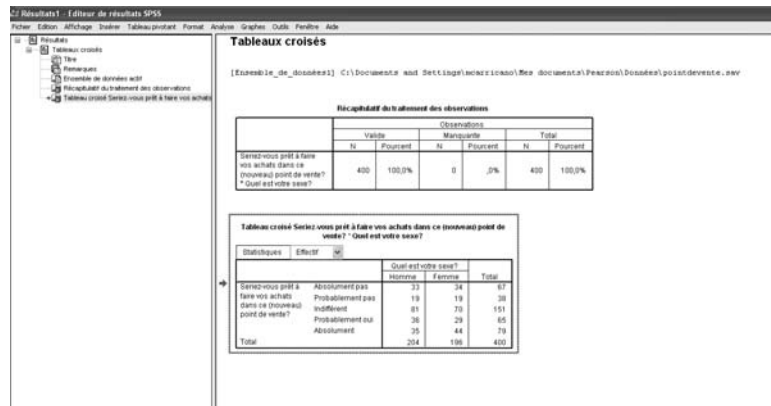 Résultats1 - Editeur de résultats SPSS
Fichier Edition Affichage Insérer Tableau pivotant Format Analyse Graphes Outils Fenêtre Aide
Résultats
Tableaux croisés
Titre
Remarques
Ensemble de données actif
Récapitulatif du traitement des observations
Tableau croisé Seriez-vous prêt à faire vos achats
Tableaux croisés
[Ensemble_de_données1] C:\Documents and Settings\mcarricano\Mes documents\Pearson\Données\pointdevente.sav
Récapitulatif du traitement des observations
Observations
Valide Manquante Total
N Pourcent N Pourcent N Pourcent
Seriez-vous prêt à faire
vos achats dans ce
(nouveau) point de vente?
* Quel est votre sexe?
400 100,0% 0 ,0% 400 100,0%
Tableau croisé Seriez-vous prêt à faire vos achats dans ce (nouveau) point de
vente? * Quel est votre sexe?
Statistiques Effectif
Quel est votre sexe?
Homme Femme Total
Seriez-vous prêt à Absolument pas 33 34 67
faire vos achats Probablement pas 19 19 38
dans ce (nouveau) Indifférent 81 70 151
point de vente? Probablement oui 36 29 65
Absolument 35 44 79
Total 204 196 400